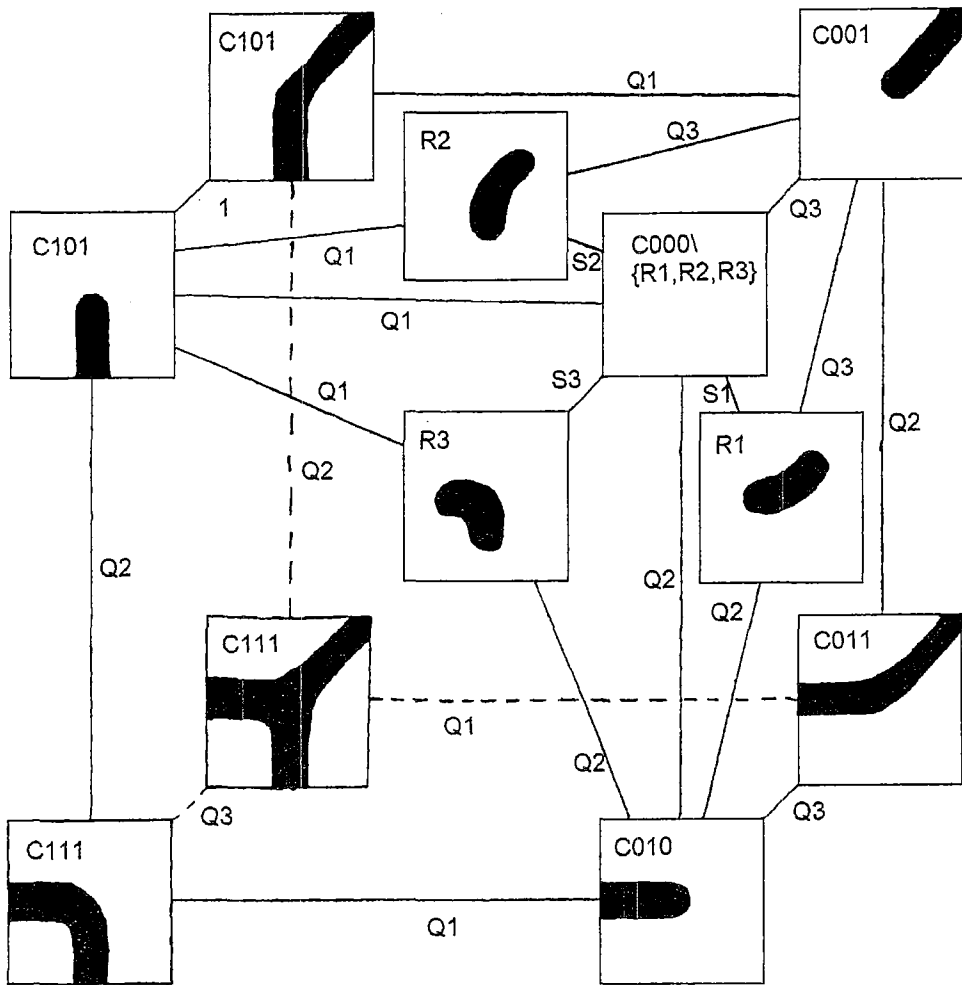 C101
C001
Q1
R2
Q3
1
Q3
C101
Q1
S2
C000\
{R1,R2,R3}
Q1
Q1
S3
S1
Q3
R3
R1
Q2
Q2
Q2
Q2
Q2
C111
C011
Q1
Q2
Q3
Q3
C111
C010
Q1